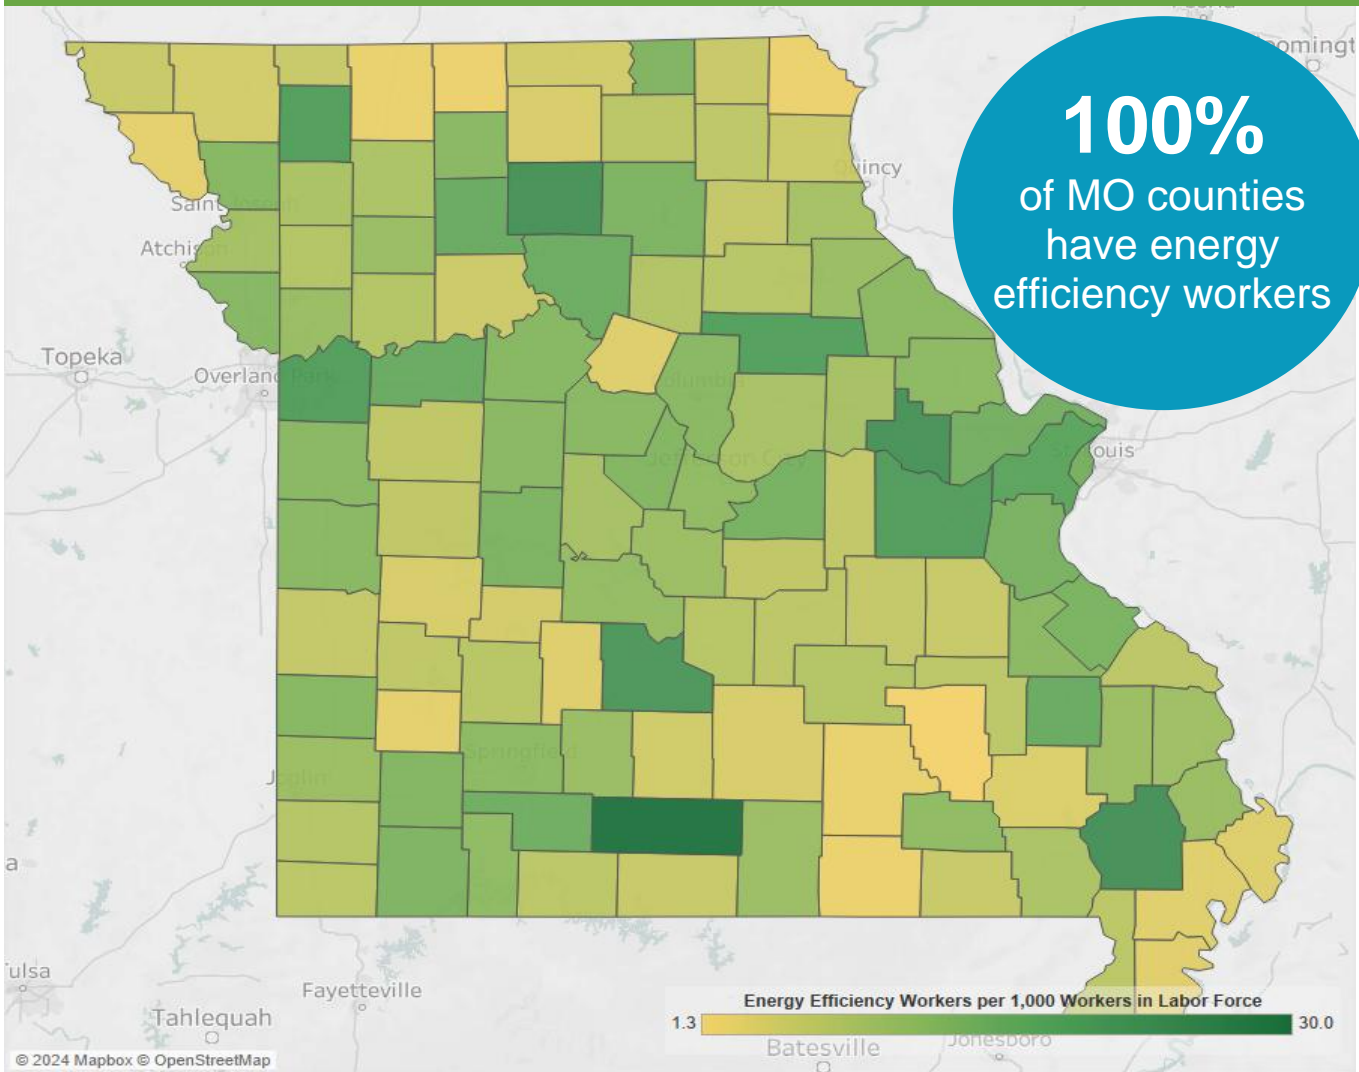 100%
of MO counties
have energy
efficiency workers
Quincy
Saint Joseph
Atchison
Topeka
Overland Park
Columbia
Jefferson City
St Louis
Springfield
Joplin
Tulsa
Fayetteville
Tahlequah
Energy Efficiency Workers per 1,000 Workers in Labor Force
1.3
30.0
Batesville
Jonesboro
© 2024 Mapbox © OpenStreetMap